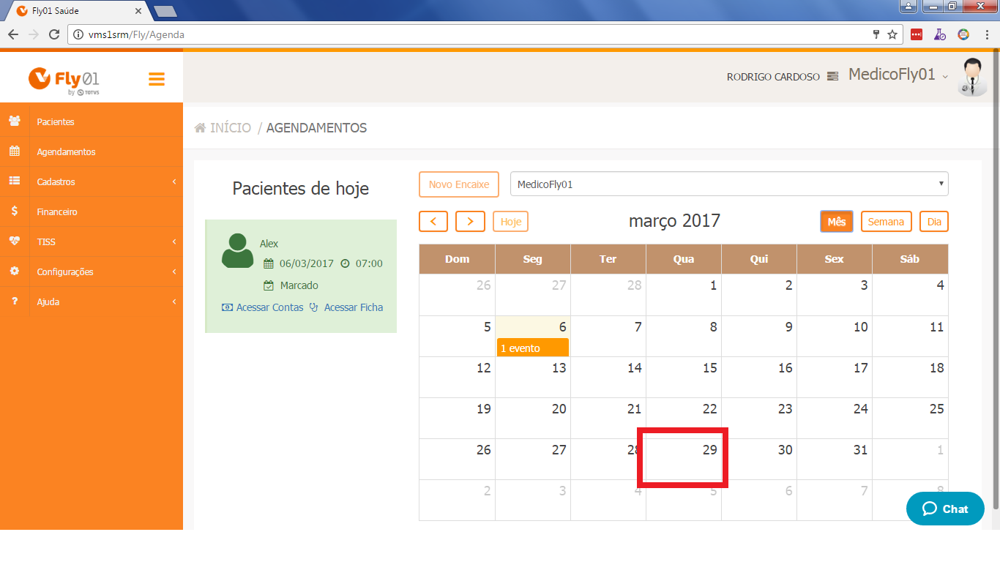 Fly01 Saúde
vms1srm/Fly/Agenda
Fly01
by TOTVS
RODRIGO CARDOSO MedicoFly01
Pacientes
Agendamentos
Cadastros
Financeiro
TISS
Configurações
Ajuda
INÍCIO / AGENDAMENTOS
Pacientes de hoje
Alex
06/03/2017 07:00
Marcado
Acessar Contas Acessar Ficha
Novo Encaixe MedicoFly01
< > Hoje março 2017 Mês Semana Dia
Dom Seg Ter Qua Qui Sex Sáb
26 27 28 1 2 3 4
5 6 7 8 9 10 11
1 evento
12 13 14 15 16 17 18
19 20 21 22 23 24 25
26 27 28 29 30 31 1
2 3 4 5 6 7 8
Chat